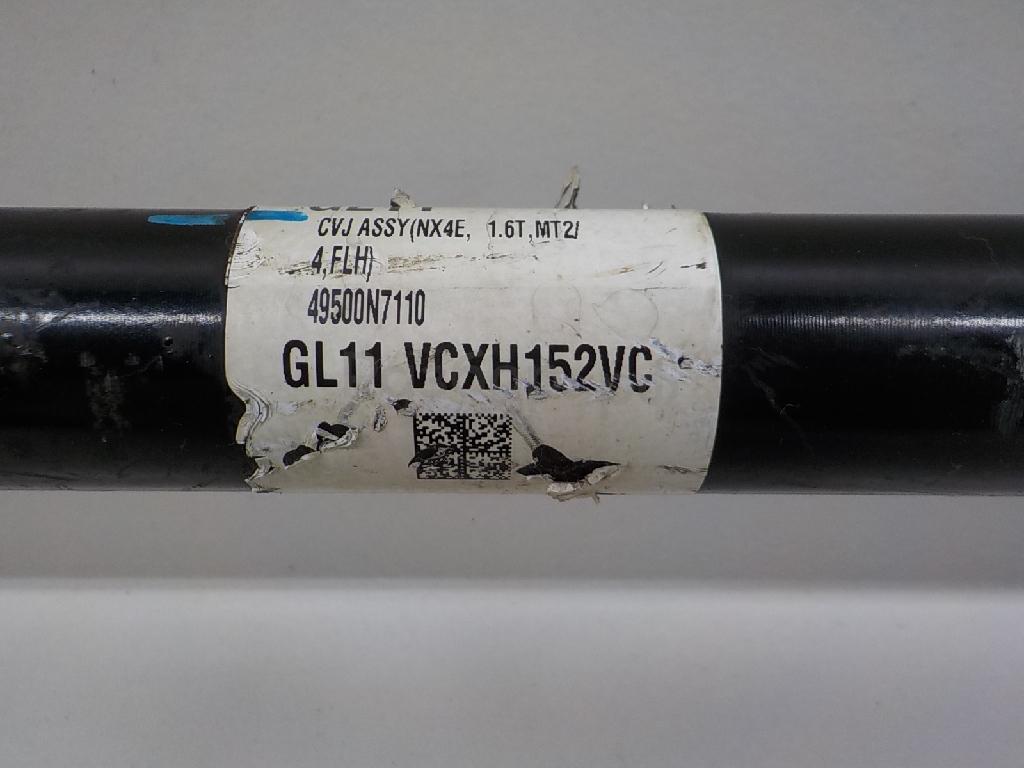 CVJ ASSY(NX4E, 1.6T,MT2/
4,FLH)
49500N7110
GL11 VCXH152VC